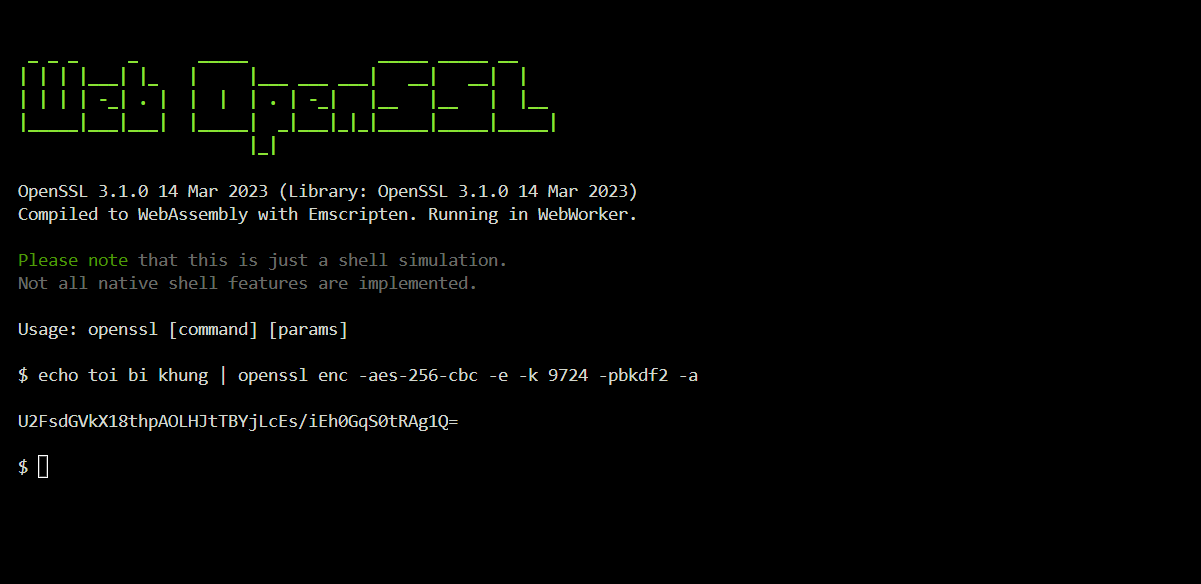 Web OpenSSL
OpenSSL 3.1.0 14 Mar 2023 (Library: OpenSSL 3.1.0 14 Mar 2023)
Compiled to WebAssembly with Emscripten. Running in WebWorker.
Please note that this is just a shell simulation.
Not all native shell features are implemented.
Usage: openssl [command] [params]
$ echo toi bi khung | openssl enc -aes-256-cbc -e -k 9724 -pbkdf2 -a
U2FsdGVkX18thpAOLHJtTBYjLcEs/iEh0GqS0tRAg1Q=
$